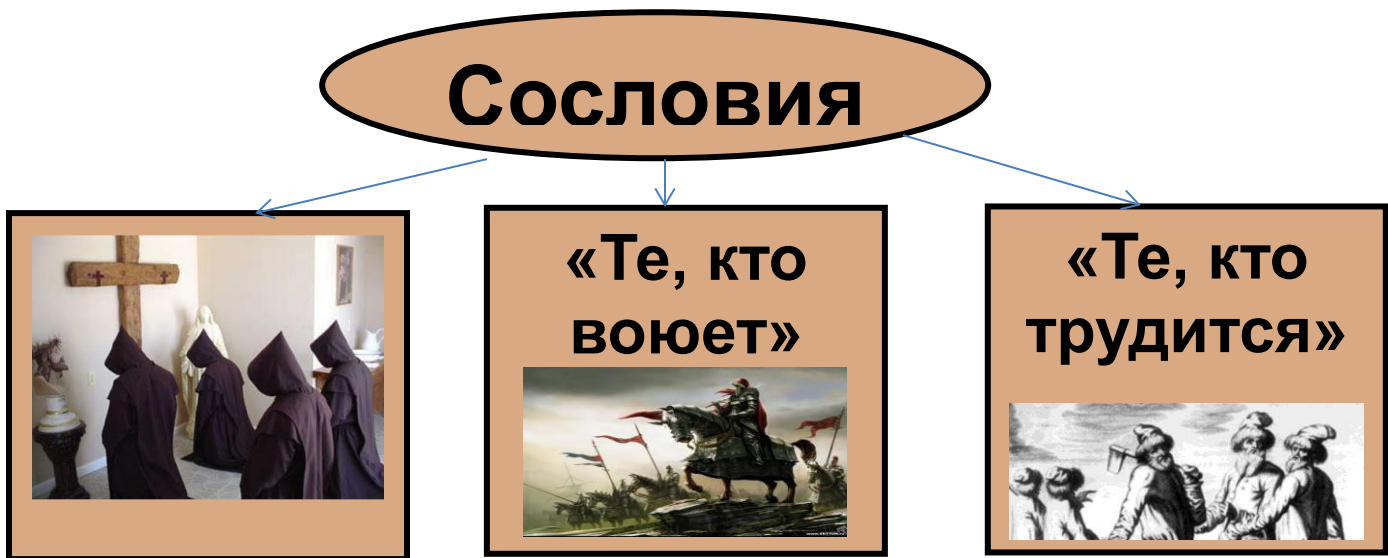 Сословия
«Те, кто
воюет»
«Те, кто
трудится»